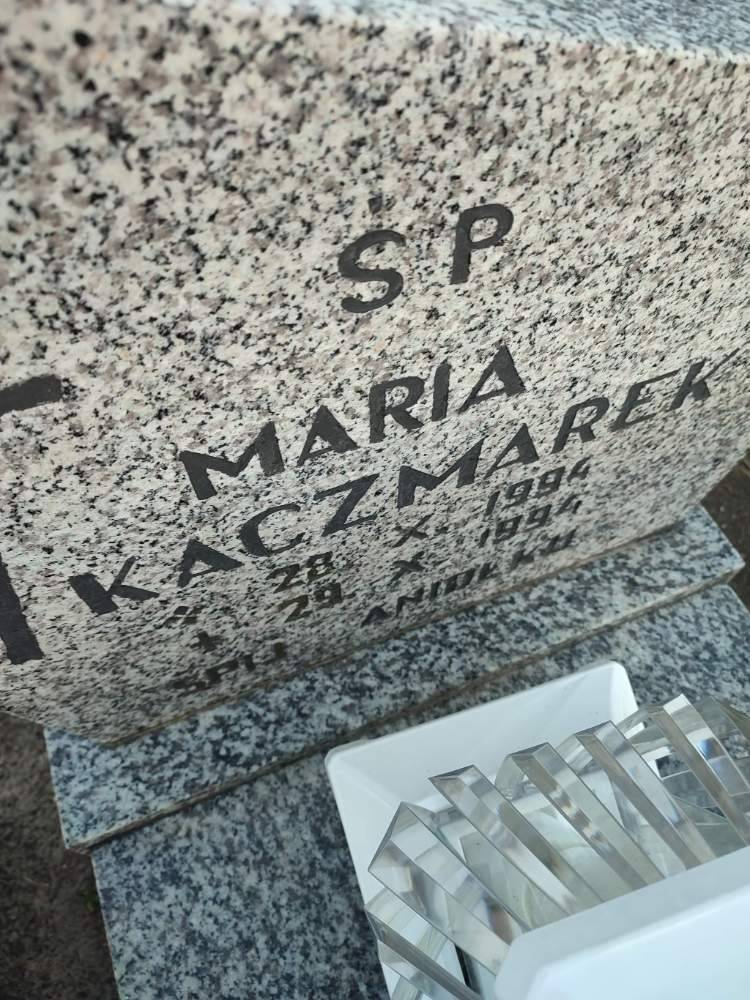 ŚP
MARIA
KACZMAREK
* 28. X. 1994
+ 29. X. 1994
ŚPIJ ANIOŁKU